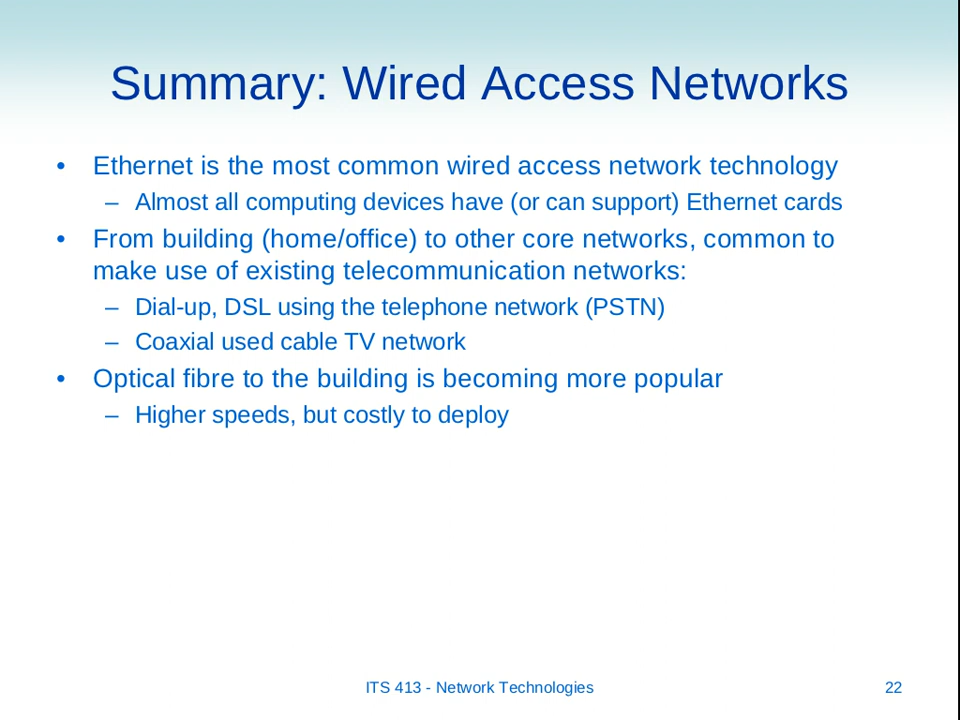 Summary: Wired Access Networks
• Ethernet is the most common wired access network technology
– Almost all computing devices have (or can support) Ethernet cards
• From building (home/office) to other core networks, common to
make use of existing telecommunication networks:
– Dial-up, DSL using the telephone network (PSTN)
– Coaxial used cable TV network
• Optical fibre to the building is becoming more popular
– Higher speeds, but costly to deploy
ITS 413 - Network Technologies
22